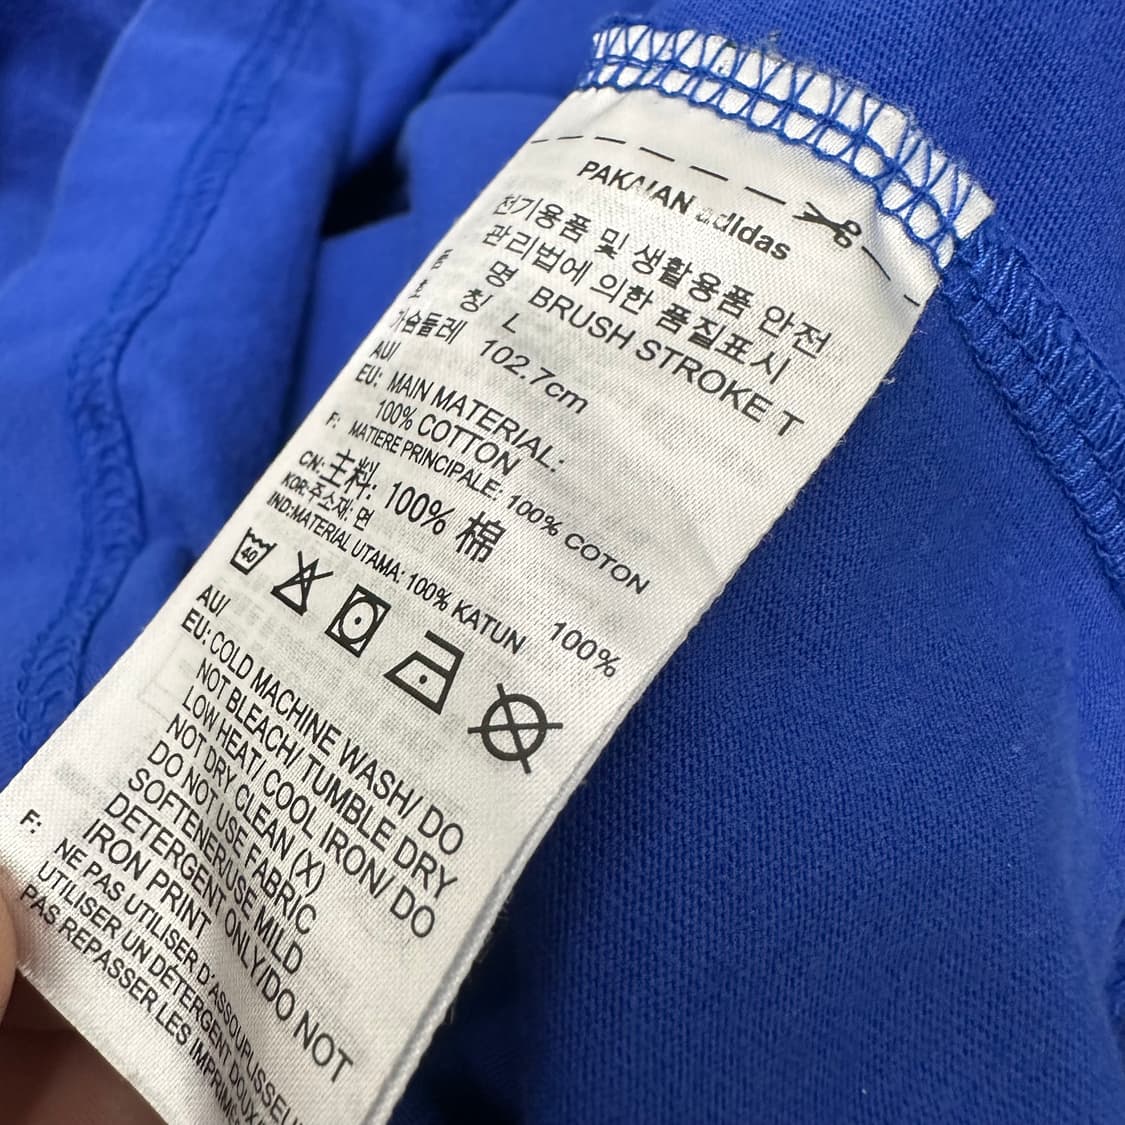 PAKAIAN adidas
전기용품 및 생활용품 안전
관리법에 의한 품질표시
품 명 BRUSH STROKE T
호 칭 L
가슴둘레 102.7cm
AU/
EU: MAIN MATERIAL:
100% COTTON
F: MATIERE PRINCIPALE: 100% COTON
CN:主料: 100% 棉
KOR:주소재: 면 100%
IND:MATERIAL UTAMA: 100% KATUN
40
AU/
EU: COLD MACHINE WASH/ DO
NOT BLEACH/ TUMBLE DRY
LOW HEAT/ COOL IRON/ DO
NOT DRY CLEAN (X)
DO NOT USE FABRIC
SOFTENER/USE MILD
DETERGENT ONLY/DO NOT
IRON PRINT
F: NE PAS UTILISER D'ASSOUPLISSEU
UTILISER UN DÉTERGENT DOUX/
PAS REPASSER LES IMPRIMÉ